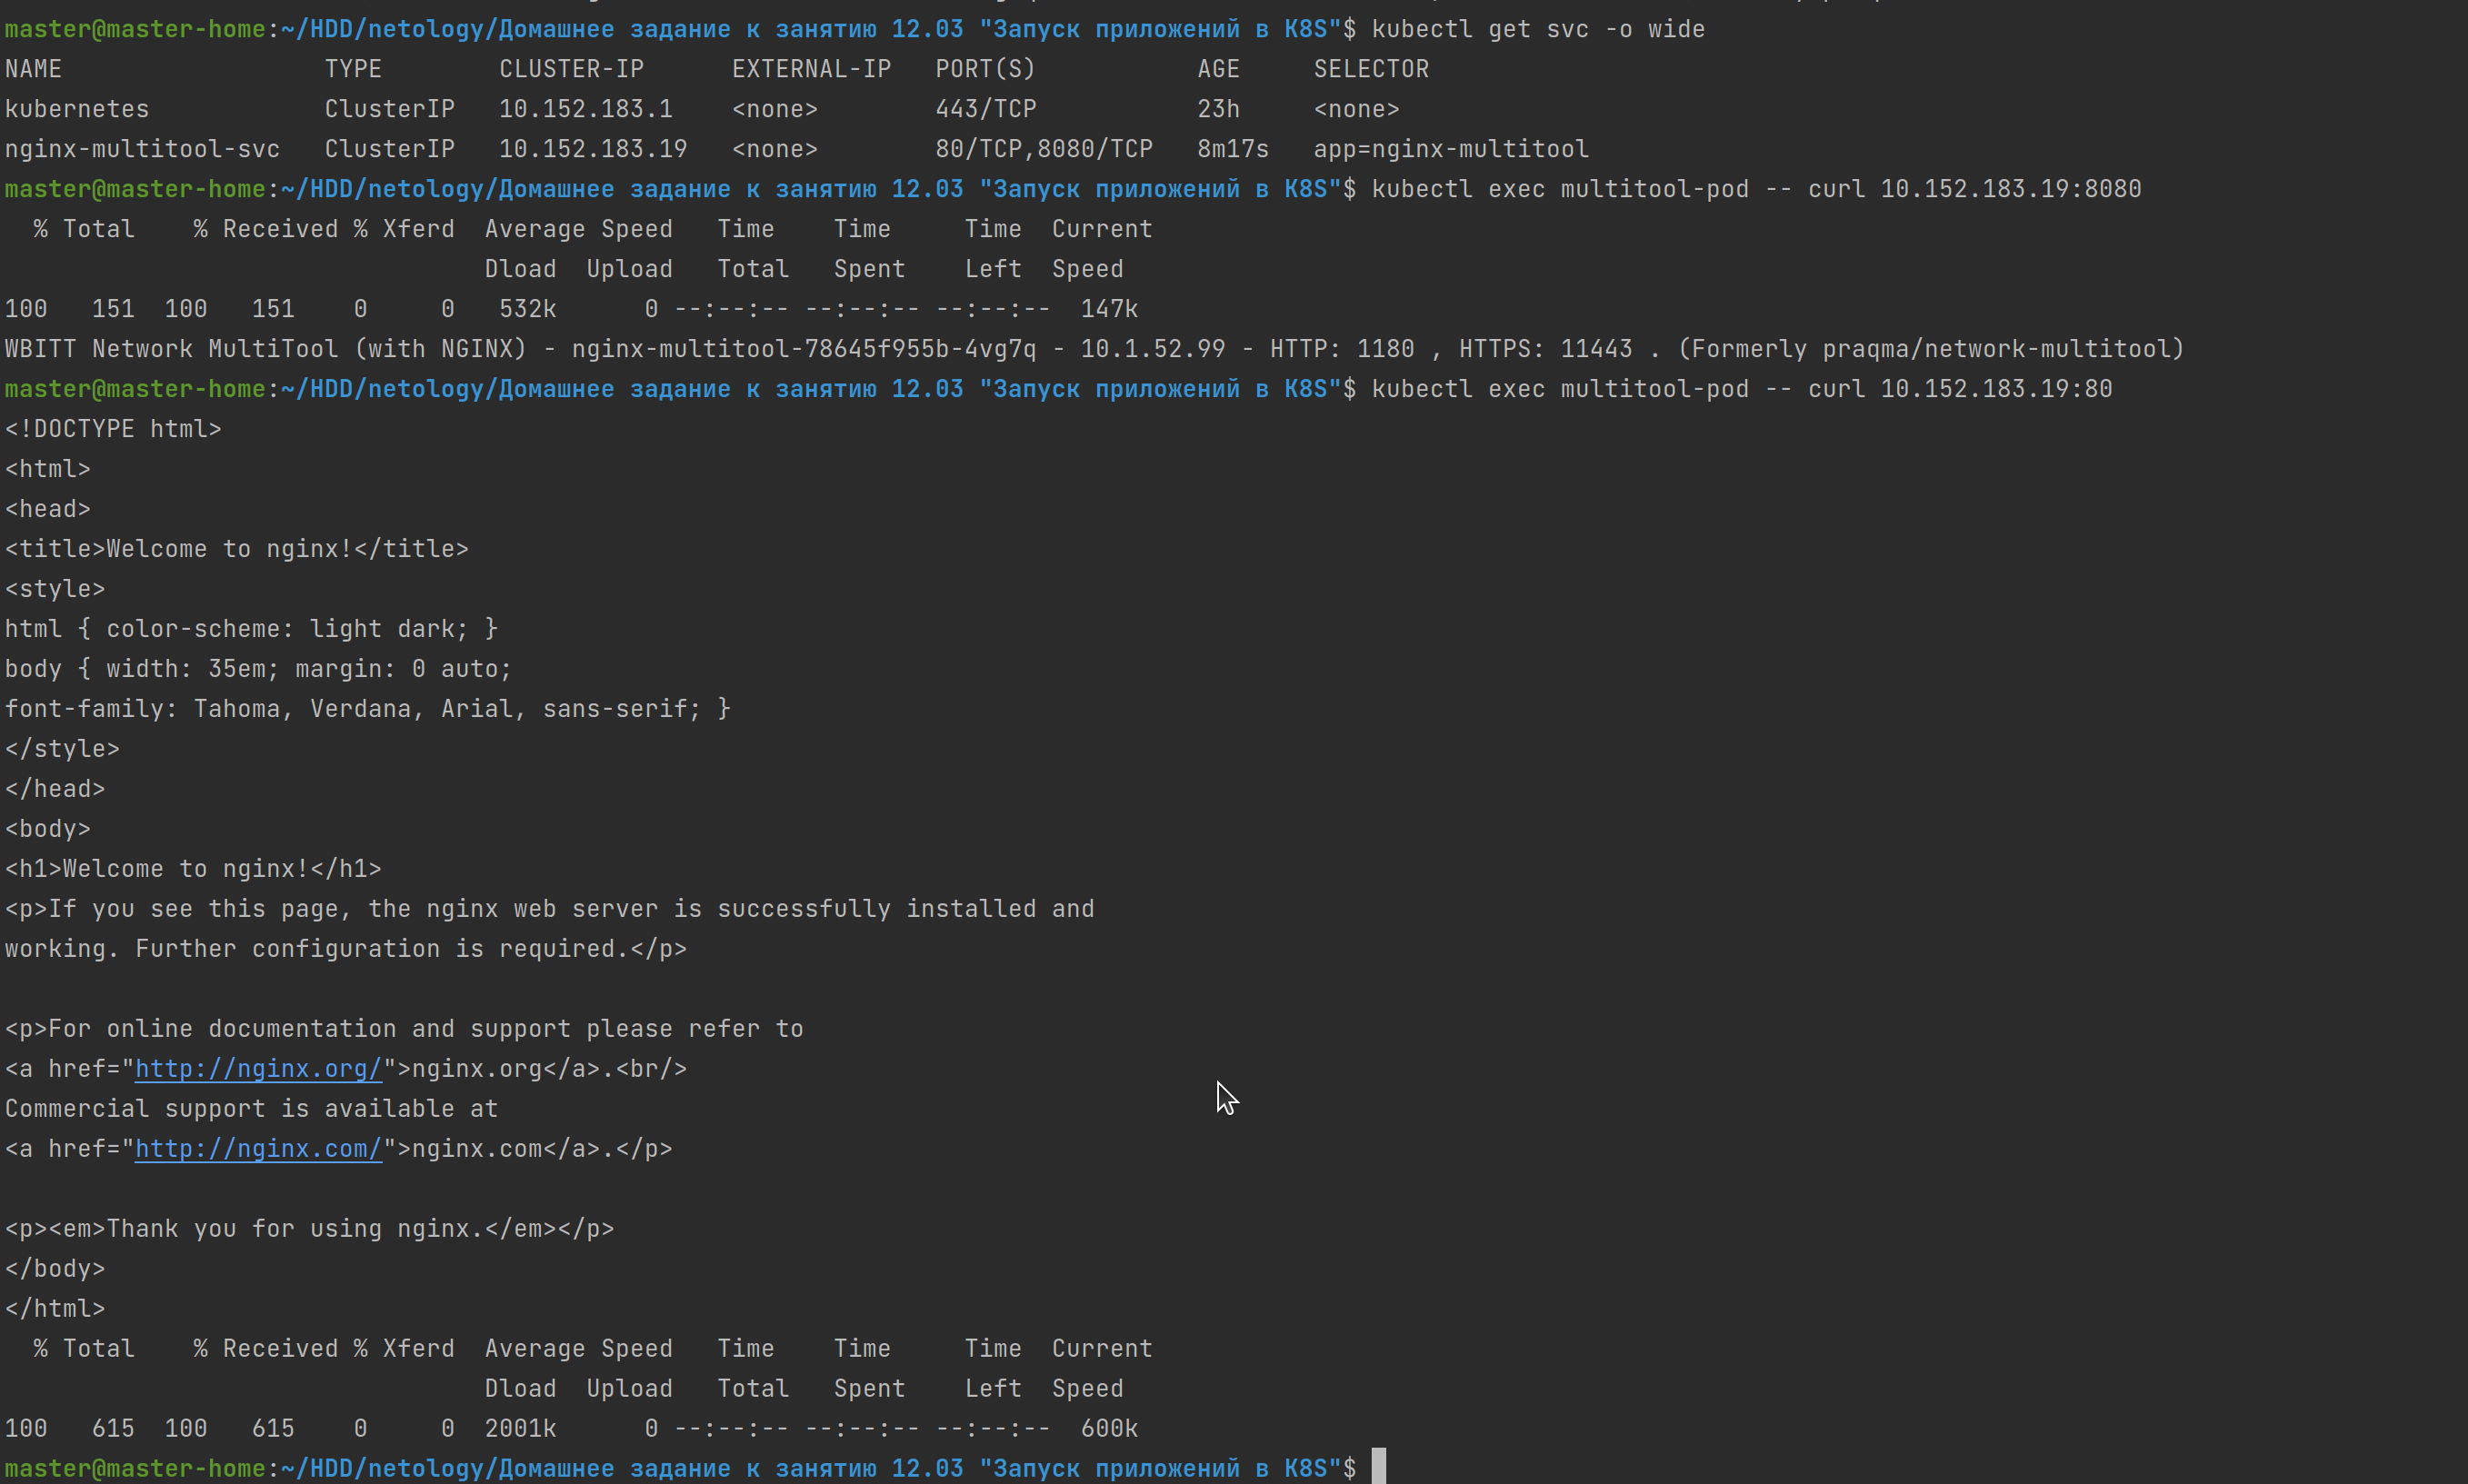 master@master-home:~/HDD/netology/Домашнее задание к занятию 12.03 "Запуск приложений в K8S"$ kubectl get svc -o wide
NAME                  TYPE        CLUSTER-IP      EXTERNAL-IP   PORT(S)           AGE     SELECTOR
kubernetes            ClusterIP   10.152.183.1    <none>        443/TCP           23h     <none>
nginx-multitool-svc   ClusterIP   10.152.183.19   <none>        80/TCP,8080/TCP   8m17s   app=nginx-multitool
master@master-home:~/HDD/netology/Домашнее задание к занятию 12.03 "Запуск приложений в K8S"$ kubectl exec multitool-pod -- curl 10.152.183.19:8080
  % Total    % Received % Xferd  Average Speed   Time    Time     Time  Current
                                 Dload  Upload   Total   Spent    Left  Speed
100   151  100   151    0     0   532k      0 --:--:-- --:--:-- --:--:--  147k
WBITT Network MultiTool (with NGINX) - nginx-multitool-78645f955b-4vg7q - 10.1.52.99 - HTTP: 1180 , HTTPS: 11443 . (Formerly praqma/network-multitool)
master@master-home:~/HDD/netology/Домашнее задание к занятию 12.03 "Запуск приложений в K8S"$ kubectl exec multitool-pod -- curl 10.152.183.19:80
<!DOCTYPE html>
<html>
<head>
<title>Welcome to nginx!</title>
<style>
html { color-scheme: light dark; }
body { width: 35em; margin: 0 auto;
font-family: Tahoma, Verdana, Arial, sans-serif; }
</style>
</head>
<body>
<h1>Welcome to nginx!</h1>
<p>If you see this page, the nginx web server is successfully installed and
working. Further configuration is required.</p>

<p>For online documentation and support please refer to
<a href="http://nginx.org/">nginx.org</a>.<br/>
Commercial support is available at
<a href="http://nginx.com/">nginx.com</a>.</p>

<p><em>Thank you for using nginx.</em></p>
</body>
</html>
  % Total    % Received % Xferd  Average Speed   Time    Time     Time  Current
                                 Dload  Upload   Total   Spent    Left  Speed
100   615  100   615    0     0  2001k      0 --:--:-- --:--:-- --:--:--  600k
master@master-home:~/HDD/netology/Домашнее задание к занятию 12.03 "Запуск приложений в K8S"$